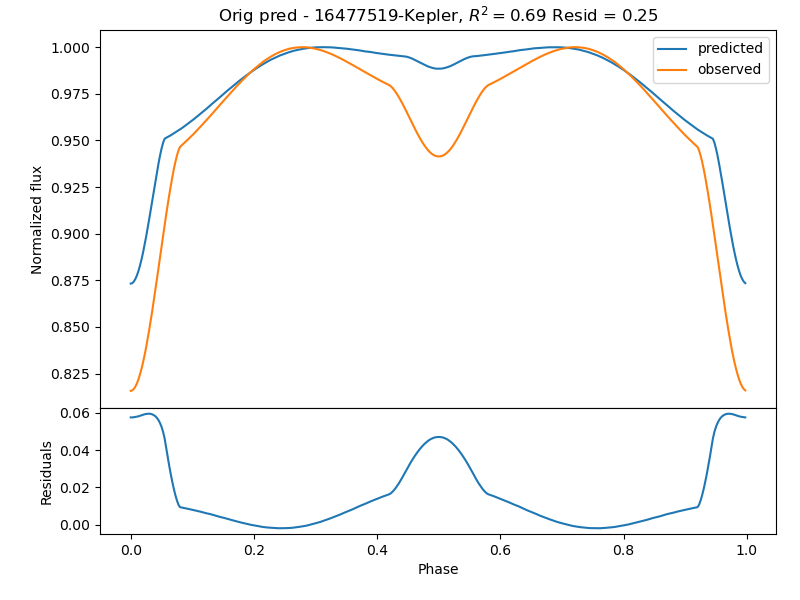 Orig pred - 16477519-Kepler, R² = 0.69 Resid = 0.25
predicted
observed
Normalized flux
1.000
0.975
0.950
0.925
0.900
0.875
0.850
0.825
Residuals
0.06
0.04
0.02
0.00
0.0 0.2 0.4 0.6 0.8 1.0
Phase